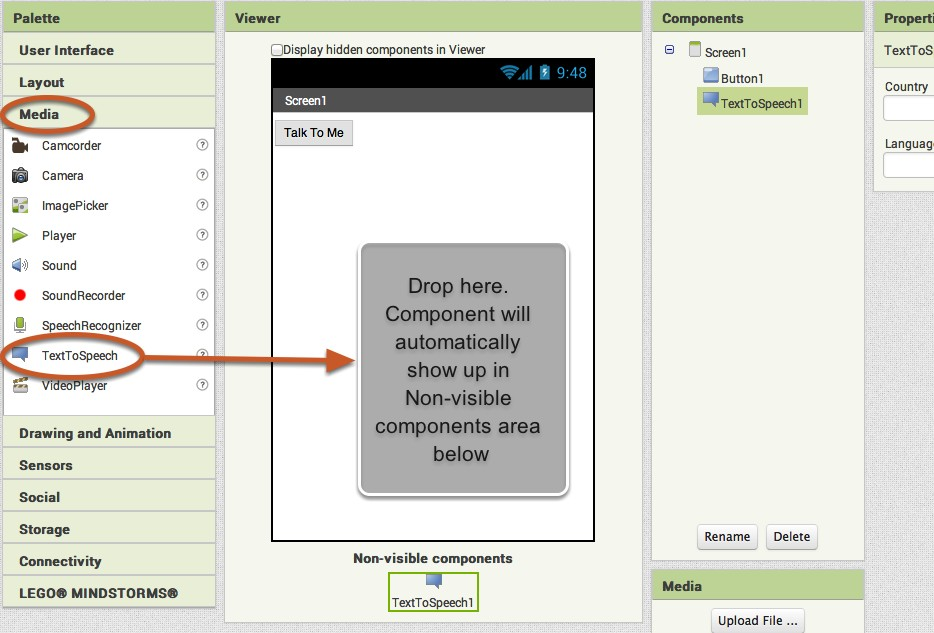 Palette
User Interface
Layout
Media
Camcorder
?
Camera
?
ImagePicker
?
Player
?
Sound
?
SoundRecorder
?
SpeechRecognizer
?
TextToSpeech
?
VideoPlayer
?
Drawing and Animation
Sensors
Social
Storage
Connectivity
LEGO® MINDSTORMS®
Viewer
Display hidden components in Viewer
9:48
Screen1
Talk To Me
Drop here.
Component will
automatically
show up in
Non-visible
components area
below
Non-visible components
TextToSpeech1
Components
Screen1
Button1
TextToSpeech1
Rename
Delete
Media
Upload File ...
Properti
TextToS
Country
Language